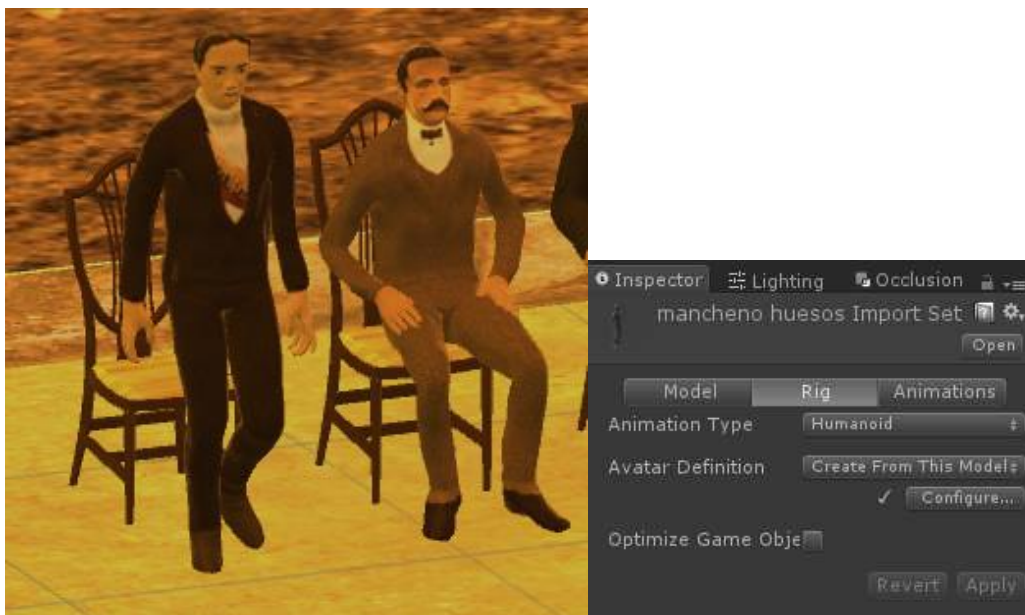 Inspector Lighting Occlusion
mancheno huesos Import Set
Open
Model Rig Animations
Animation Type Humanoid
Avatar Definition Create From This Model
Configure...
Optimize Game Obje
Revert Apply